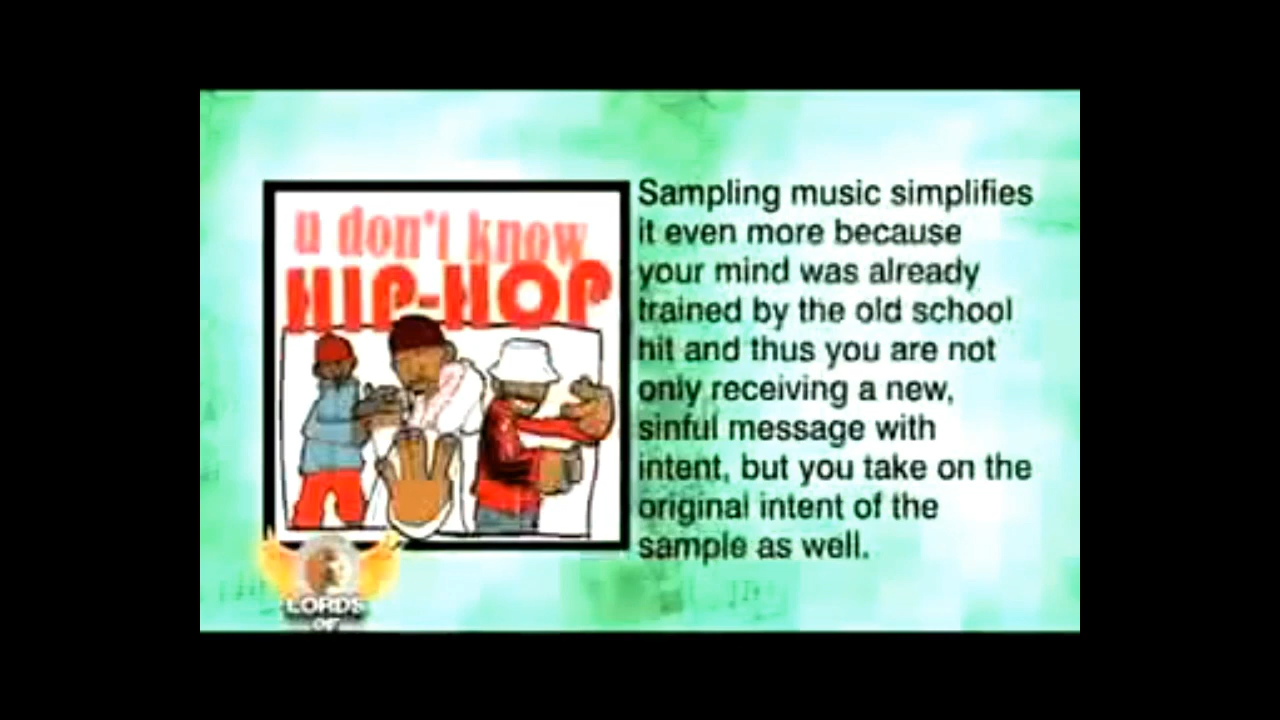 u don't know
HIP-HOP
Sampling music simplifies
it even more because
your mind was already
trained by the old school
hit and thus you are not
only receiving a new,
sinful message with
intent, but you take on the
original intent of the
sample as well.
LORDS
OF